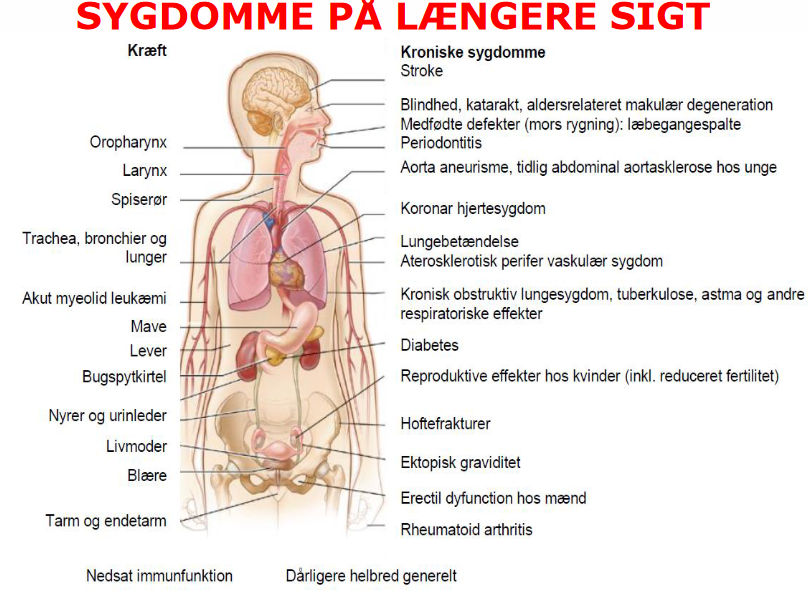 SYGDOMME PÅ LÆNGERE SIGT
Kræft
Oropharynx
Larynx
Spiserør
Trachea, bronchier og
lunger
Akut myeolid leukæmi
Mave
Lever
Bugspytkirtel
Nyrer og urinleder
Livmoder
Blære
Tarm og endetarm
Kroniske sygdomme
Stroke
Blindhed, katarakt, aldersrelateret makulær degeneration
Medfødte defekter (mors rygning): læbegangespalte
Periodontitis
Aorta aneurisme, tidlig abdominal aortasklerose hos unge
Koronar hjertesygdom
Lungebetændelse
Aterosklerotisk perifer vaskulær sygdom
Kronisk obstruktiv lungesygdom, tuberkulose, astma og andre
respiratoriske effekter
Diabetes
Reproduktive effekter hos kvinder (inkl. reduceret fertilitet)
Hoftefrakturer
Ektopisk graviditet
Erectil dyfunction hos mænd
Rheumatoid arthritis
Nedsat immunfunktion
Dårligere helbred generelt